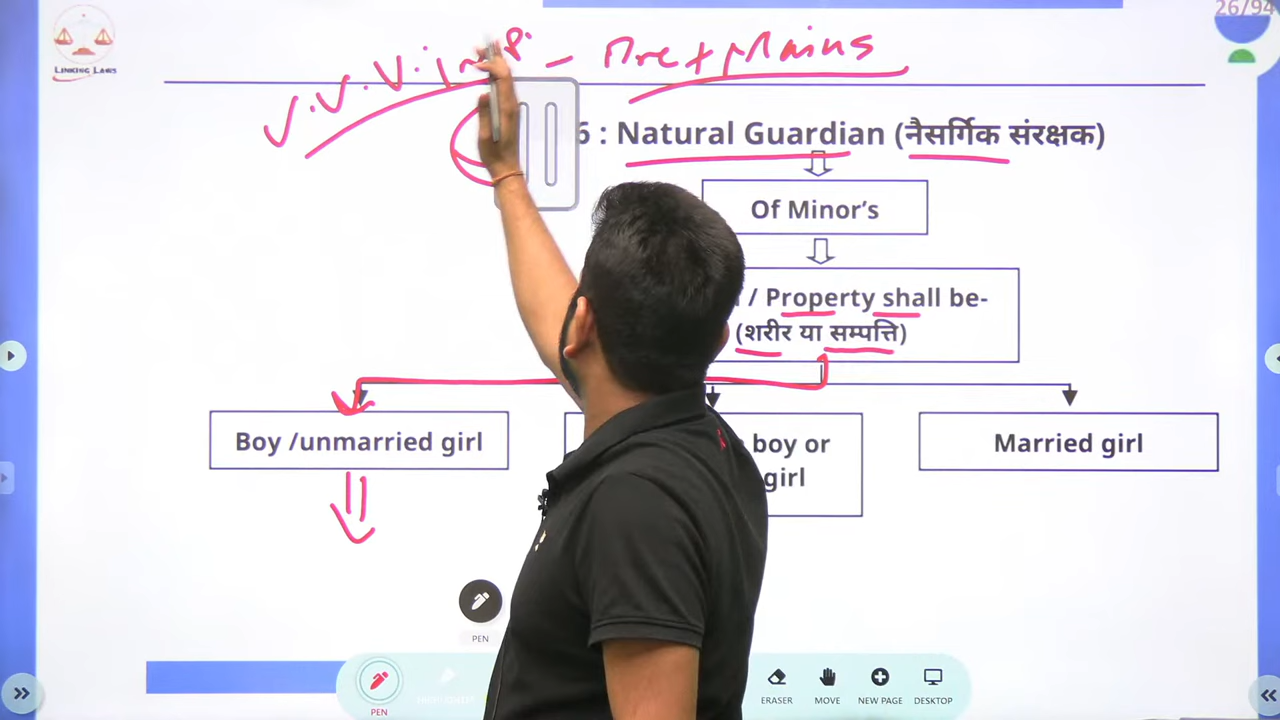 26/94
LINKING LAWS
V.V.V.imp. - Pre + Mains
6 : Natural Guardian (नैसर्गिक संरक्षक)
Of Minor's
/ Property shall be-
(शरीर या सम्पत्ति)
Boy /unmarried girl
boy or
girl
Married girl
PEN
PEN
ERASER
MOVE
NEW PAGE
DESKTOP